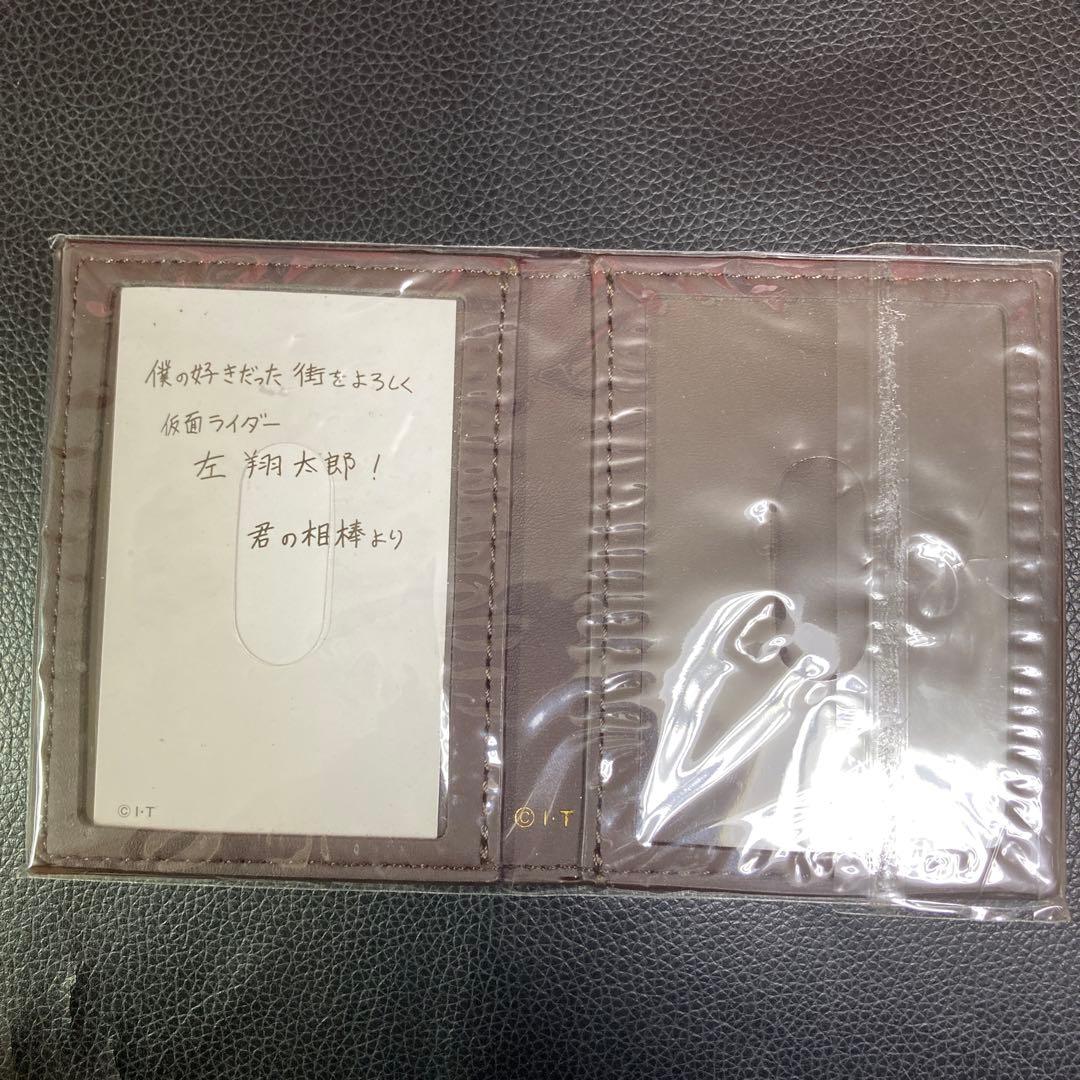 僕の好きだった街をよろしく
仮面ライダー
左 翔太郎！
君の相棒より
©I・T
©I・T